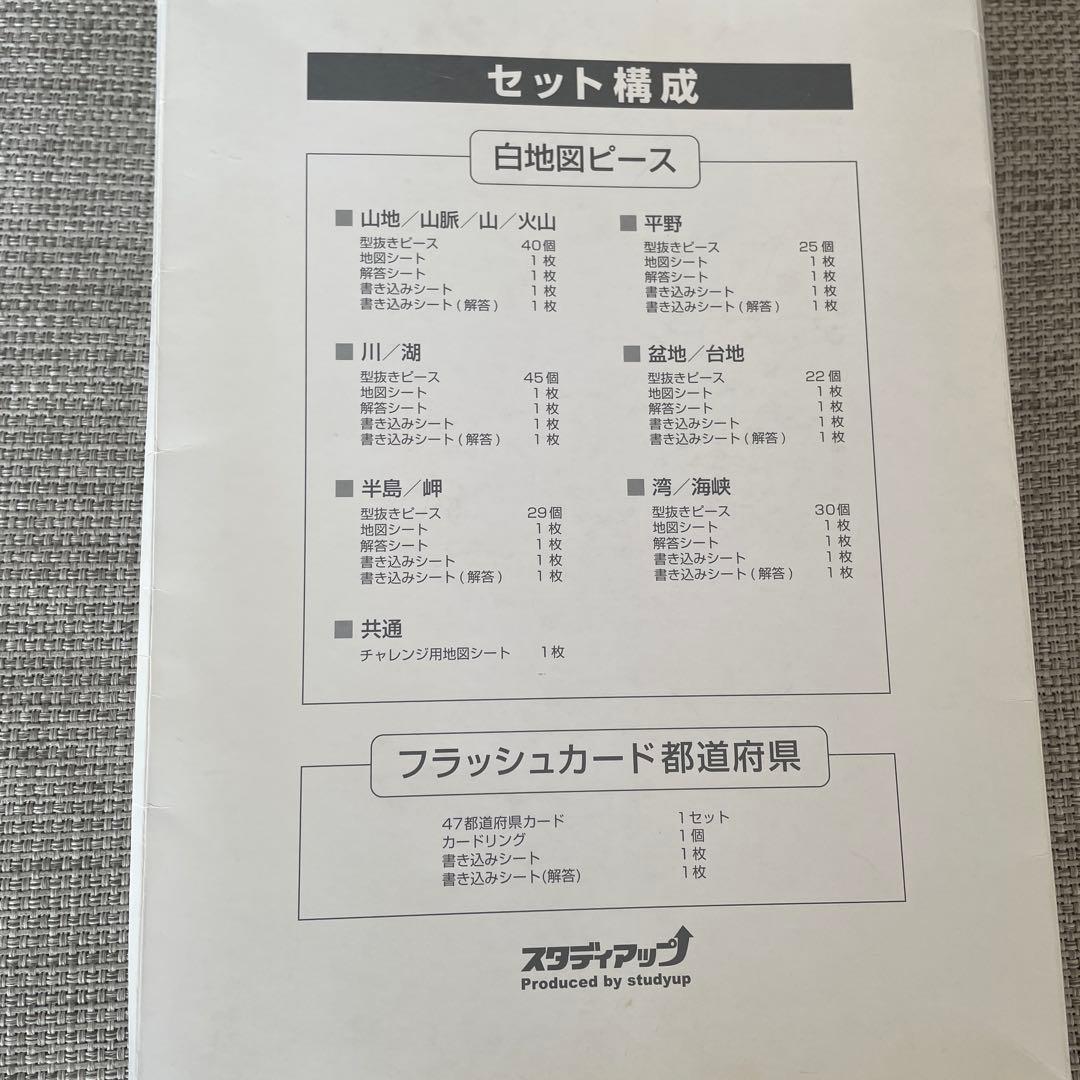 セット構成
白地図ピース
■ 山地／山脈／山／火山
型抜きピース 40個
地図シート 1枚
解答シート 1枚
書き込みシート 1枚
書き込みシート(解答) 1枚
■ 平野
型抜きピース 25個
地図シート 1枚
解答シート 1枚
書き込みシート 1枚
書き込みシート(解答) 1枚
■ 川／湖
型抜きピース 45個
地図シート 1枚
解答シート 1枚
書き込みシート 1枚
書き込みシート(解答) 1枚
■ 盆地／台地
型抜きピース 22個
地図シート 1枚
解答シート 1枚
書き込みシート 1枚
書き込みシート(解答) 1枚
■ 半島／岬
型抜きピース 29個
地図シート 1枚
解答シート 1枚
書き込みシート 1枚
書き込みシート(解答) 1枚
■ 湾／海峡
型抜きピース 30個
地図シート 1枚
解答シート 1枚
書き込みシート 1枚
書き込みシート(解答) 1枚
■ 共通
チャレンジ用地図シート 1枚
フラッシュカード都道府県
47都道府県カード 1セット
カードリング 1個
書き込みシート 1枚
書き込みシート(解答) 1枚
スタディアップ
Produced by studyup